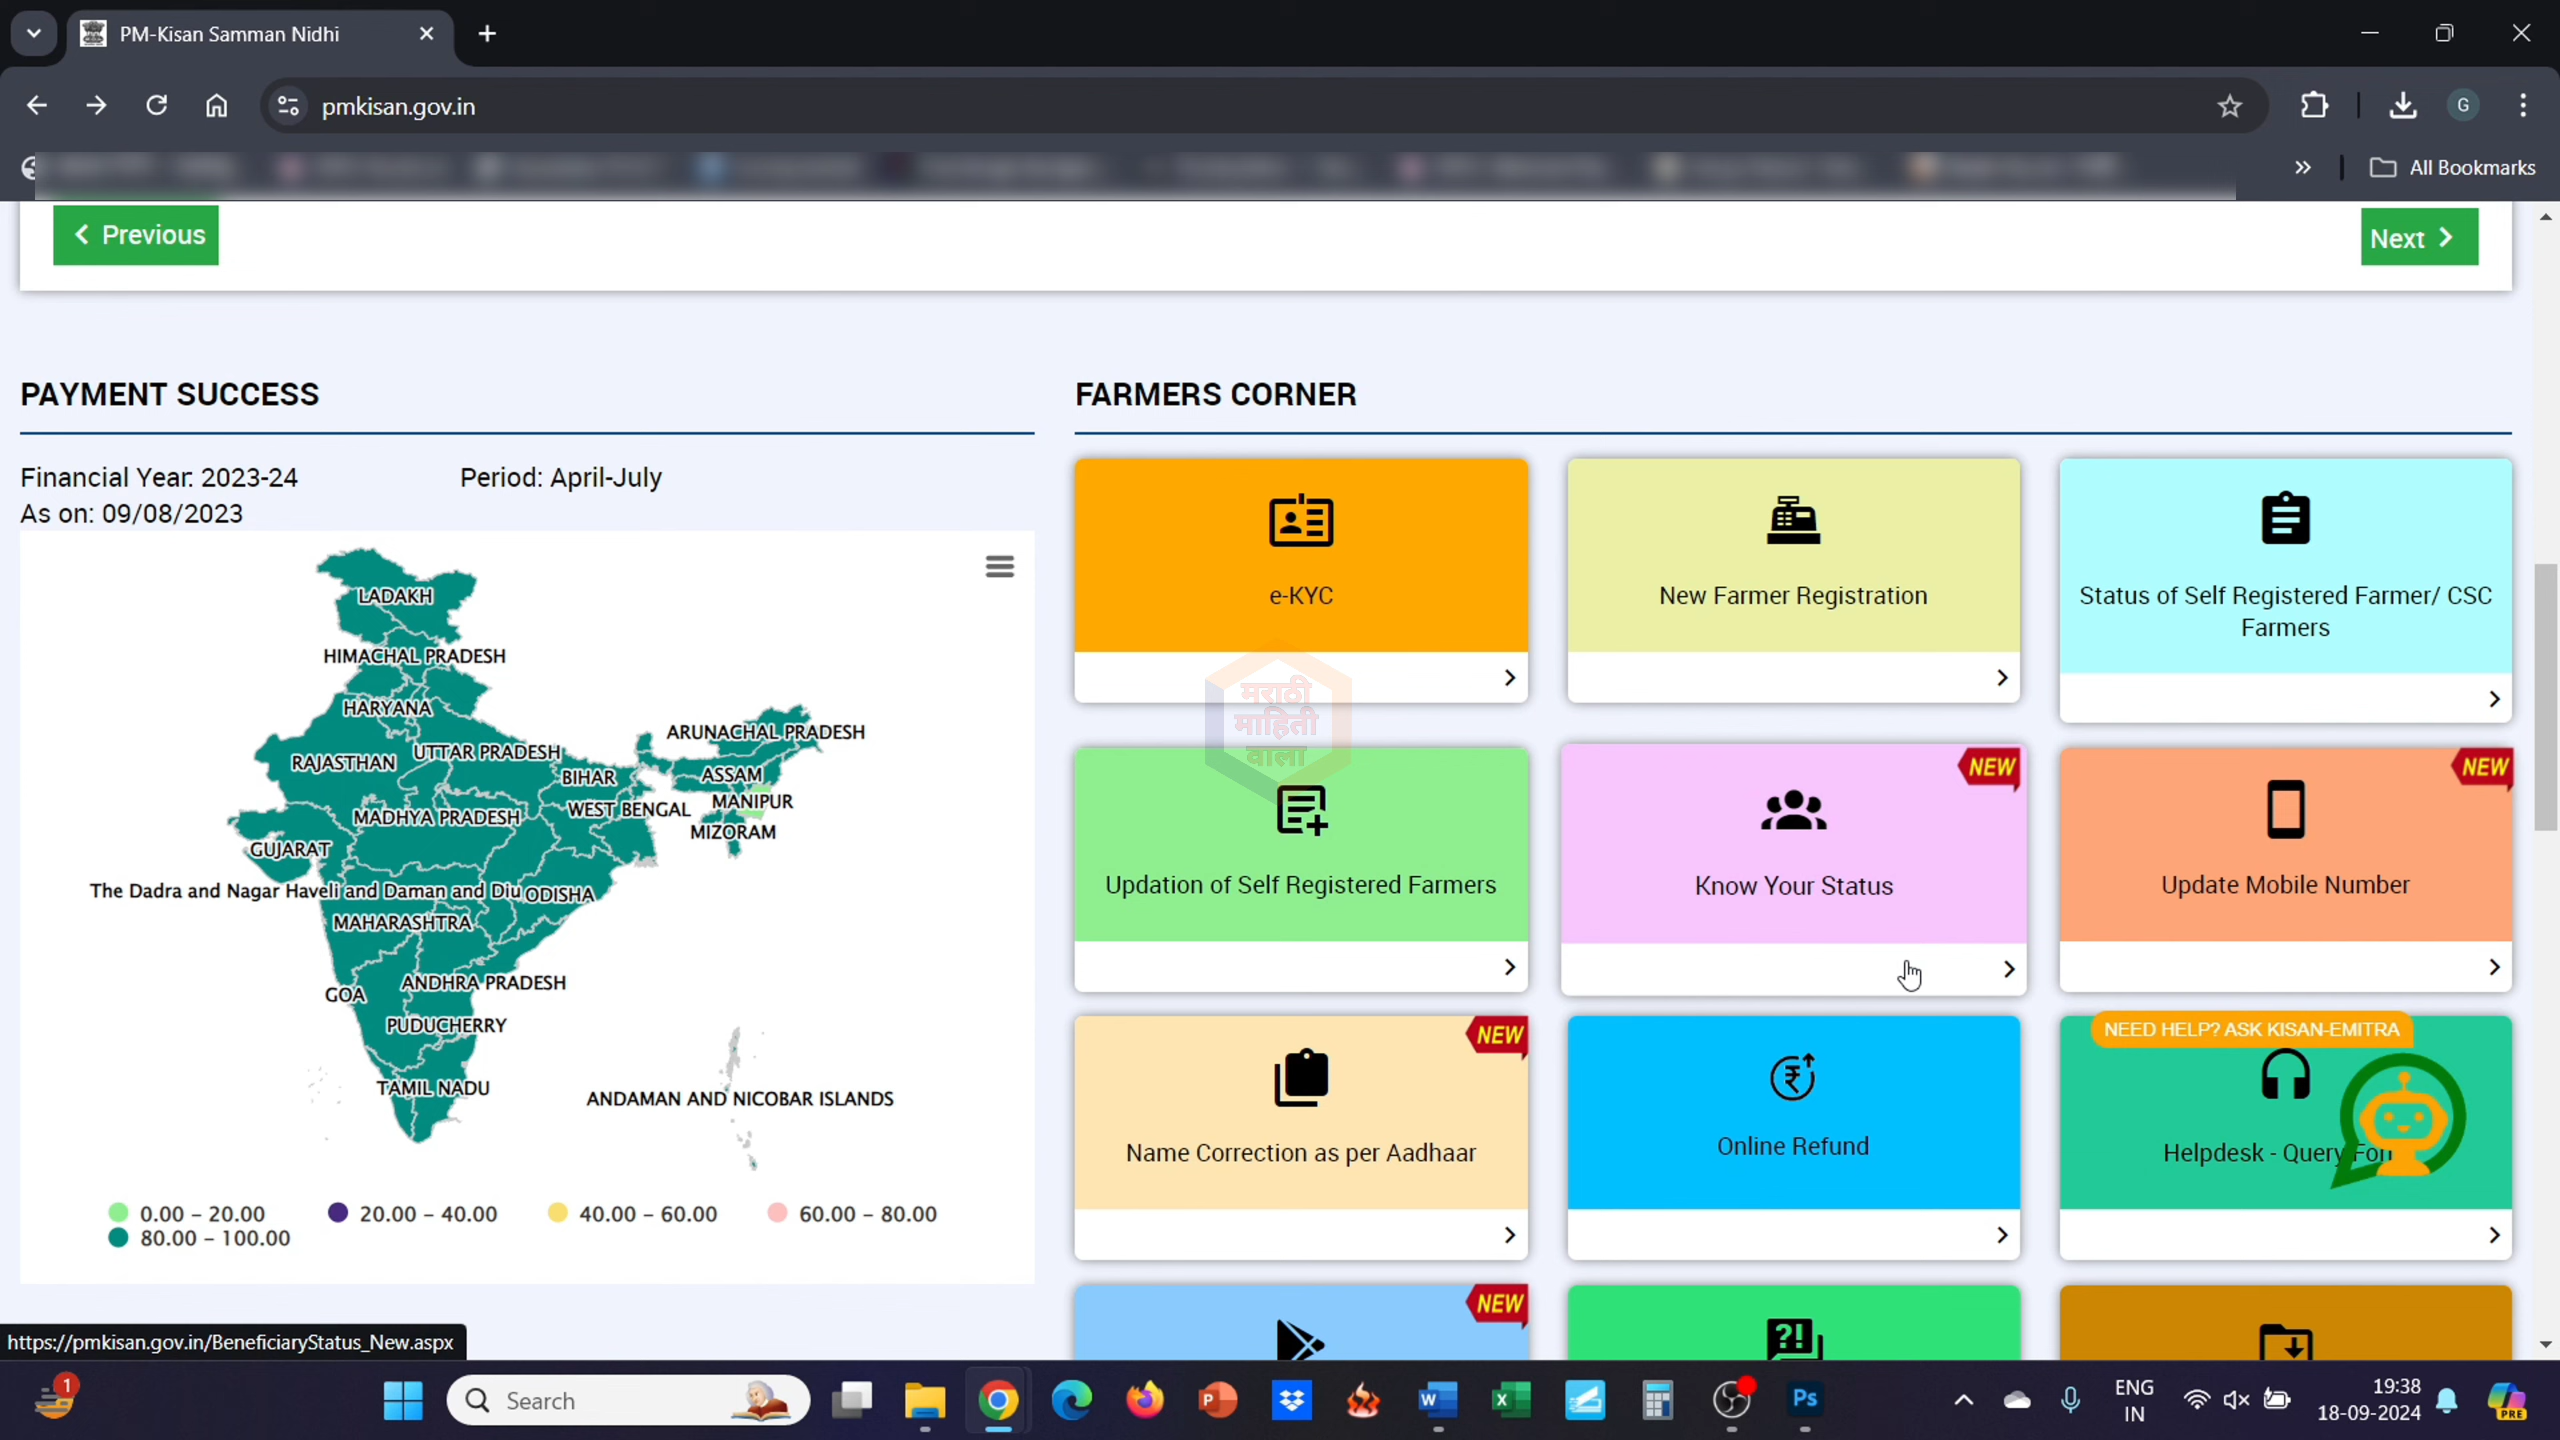 PM-Kisan Samman Nidhi
pmkisan.gov.in
G
All Bookmarks
Previous
Next
PAYMENT SUCCESS
Financial Year: 2023-24
Period: April-July
As on: 09/08/2023
LADAKH
HIMACHAL PRADESH
HARYANA
ARUNACHAL PRADESH
UTTAR PRADESH
RAJASTHAN
BIHAR
ASSAM
MANIPUR
WEST BENGAL
MADHYA PRADESH
MIZORAM
GUJARAT
The Dadra and Nagar Haveli and Daman and Diu
ODISHA
MAHARASHTRA
ANDHRA PRADESH
GOA
PUDUCHERRY
TAMIL NADU
ANDAMAN AND NICOBAR ISLANDS
0.00 – 20.00
20.00 – 40.00
40.00 – 60.00
60.00 – 80.00
80.00 – 100.00
FARMERS CORNER
e-KYC
New Farmer Registration
Status of Self Registered Farmer/ CSC
Farmers
मराठी
माहिती
वाला
Updation of Self Registered Farmers
NEW
Know Your Status
NEW
Update Mobile Number
NEW
Name Correction as per Aadhaar
Online Refund
NEED HELP? ASK KISAN-EMITRA
Helpdesk - Query
NEW
?!
https://pmkisan.gov.in/BeneficiaryStatus_New.aspx
1
Search
P
W
X
Ps
ENG
IN
19:38
18-09-2024
PRE